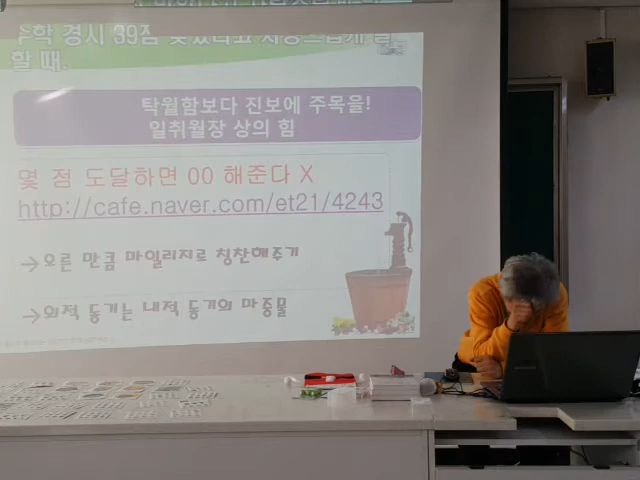 수학 경시 39점 맞았다고 자랑스럽게 말
할 때.
탁월함보다 진보에 주목을!
일취월장 상의 힘
몇 점 도달하면 00 해준다 X
http://cafe.naver.com/et21/4243
→오른 만큼 마일리지로 칭찬해주기
→외적 동기는 내적 동기의 마중물